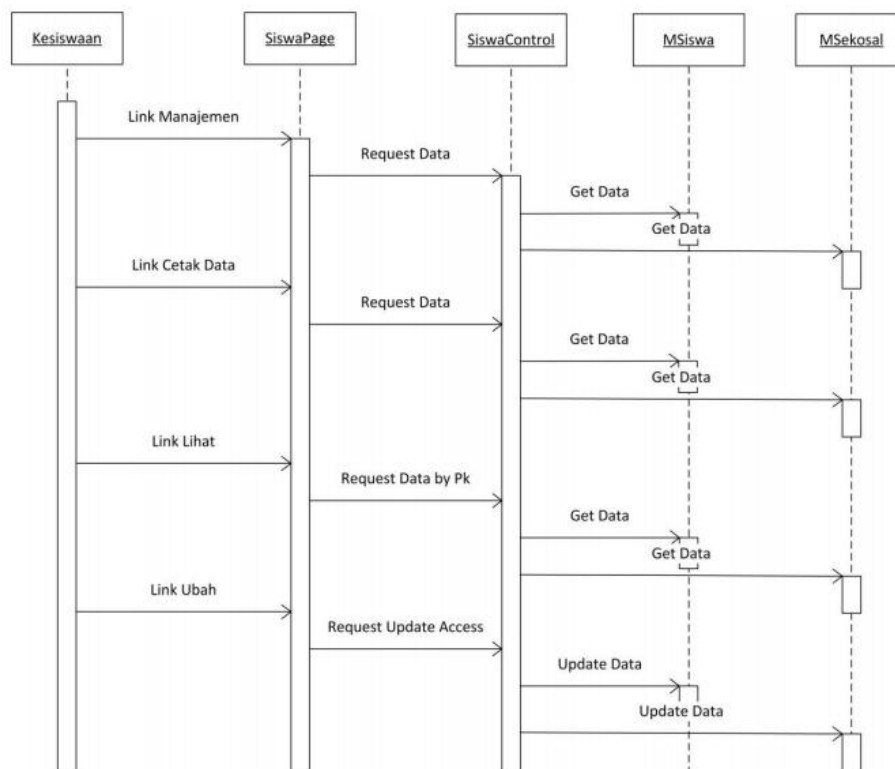 Kesiswaan
SiswaPage
SiswaControl
MSiswa
MSekosal
Link Manajemen
Request Data
Get Data
Get Data
Link Cetak Data
Request Data
Get Data
Get Data
Link Lihat
Request Data by Pk
Get Data
Get Data
Link Ubah
Request Update Access
Update Data
Update Data